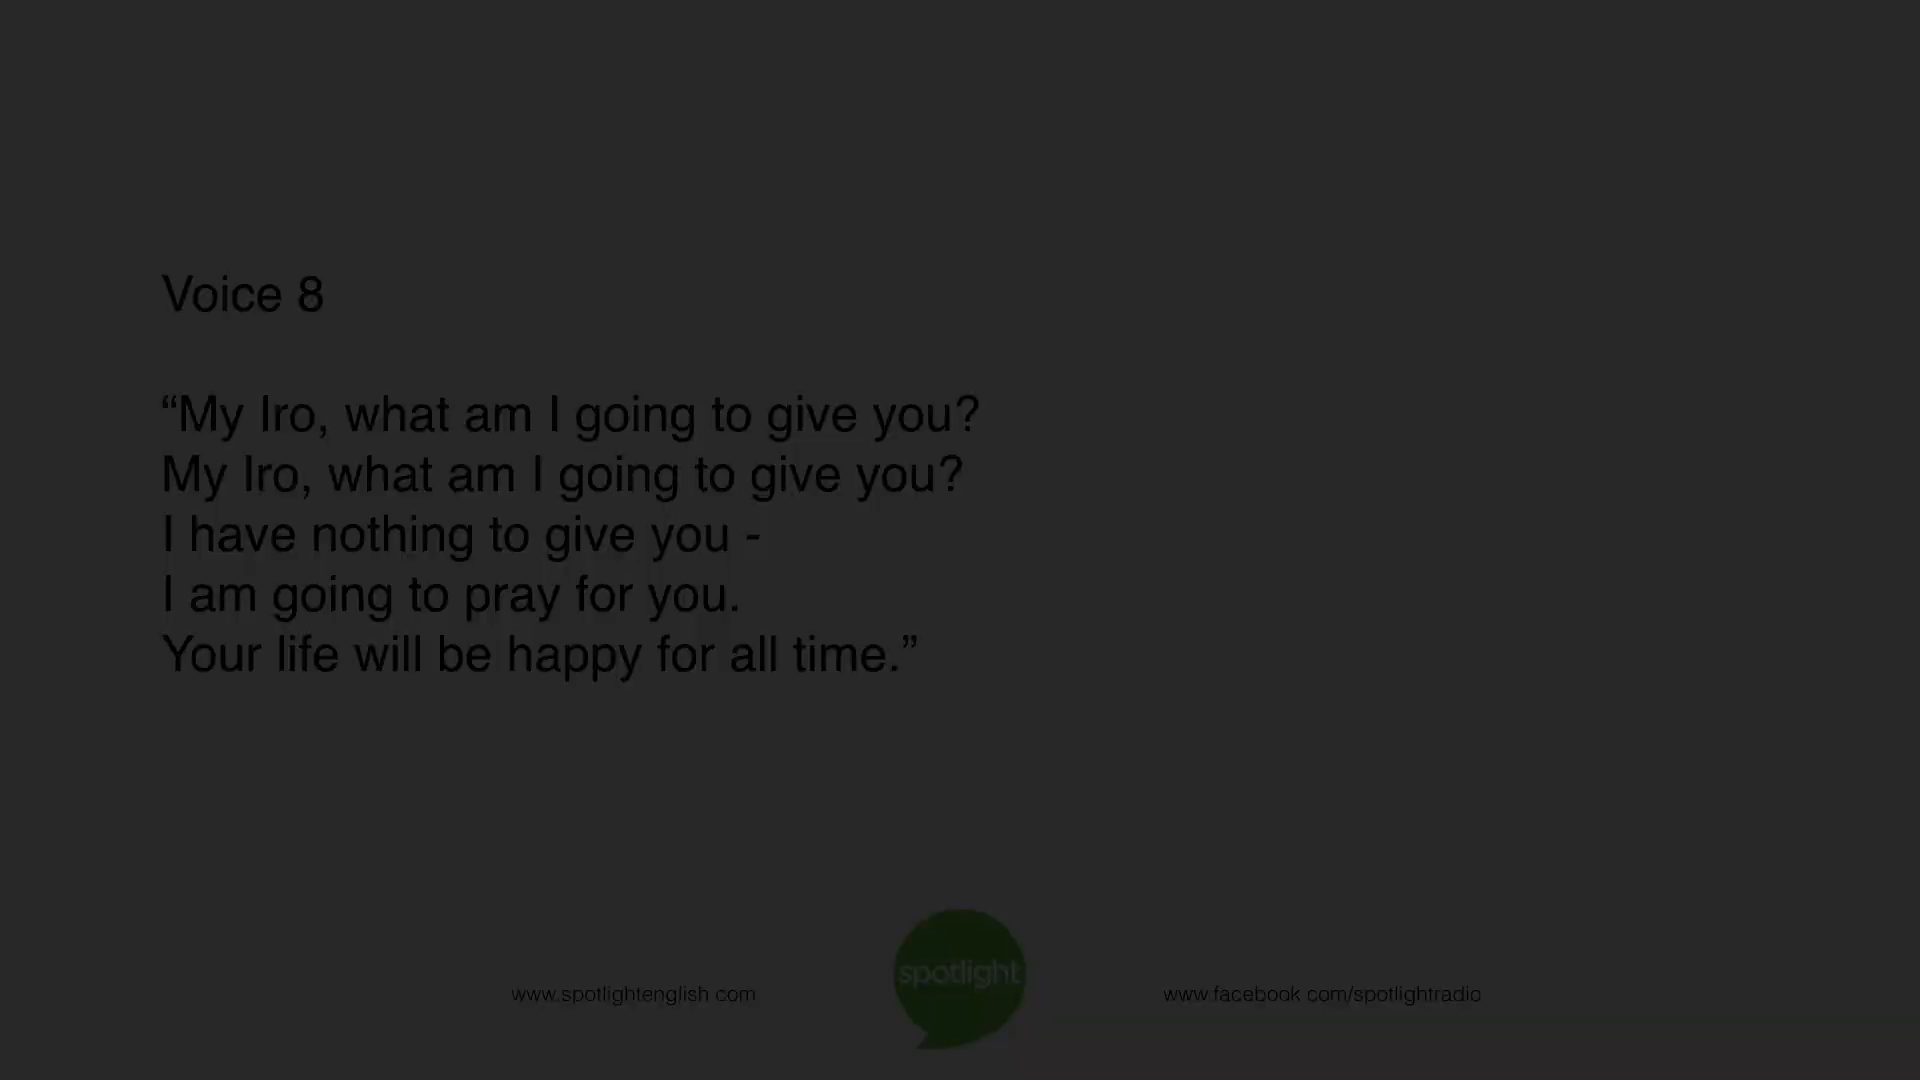 Voice 8
“My Iro, what am I going to give you?
My Iro, what am I going to give you?
I have nothing to give you -
I am going to pray for you.
Your life will be happy for all time.”
spotlight
www.spotlightenglish.com
www.facebook.com/spotlightradio